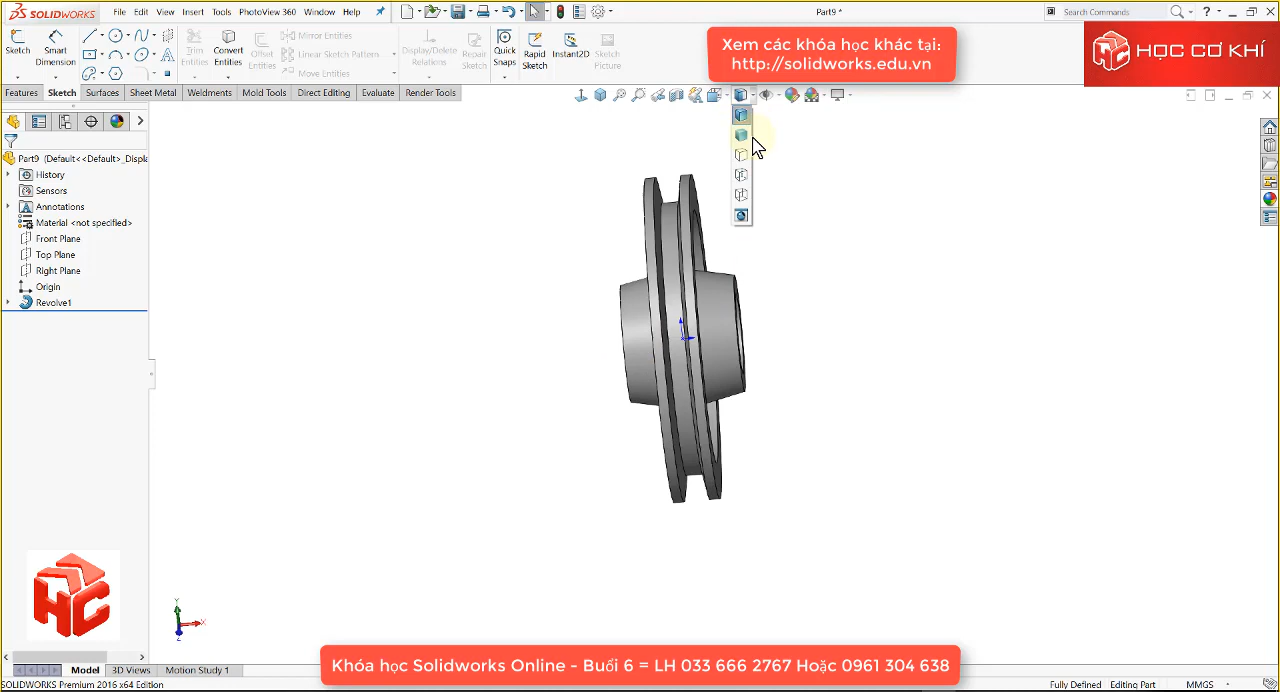 SOLIDWORKS
File Edit View Insert Tools PhotoView 360 Window Help
Part9 *
Search Commands
?
Sketch
Smart Dimension
Trim Entities
Convert Entities
Offset Entities
Mirror Entities
Linear Sketch Pattern
Move Entities
Display/Delete Relations
Repair Sketch
Quick Snaps
Rapid Sketch
Instant2D
Sketch Picture
Xem các khóa học khác tại:
http://solidworks.edu.vn
HỌC CƠ KHÍ
Features Sketch Surfaces Sheet Metal Weldments Mold Tools Direct Editing Evaluate Render Tools
Part9 (Default<<Default>_Displa
History
Sensors
Annotations
Material <not specified>
Front Plane
Top Plane
Right Plane
Origin
Revolve1
Y
X
Z
Model 3D Views Motion Study 1
Khóa học Solidworks Online - Buổi 6 = LH 033 666 2767 Hoặc 0961 304 638
SOLIDWORKS Premium 2016 x64 Edition
Fully Defined Editing Part MMGS